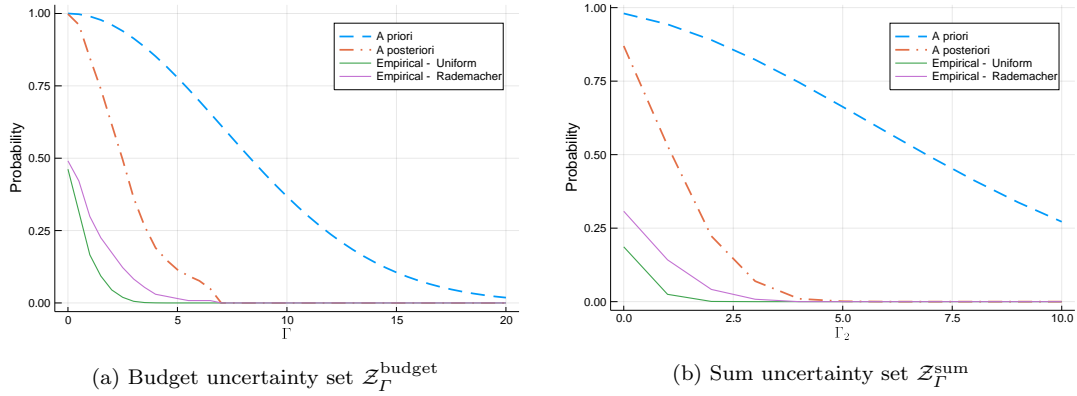 1.00
0.75
0.50
0.25
0.00
Probability
A priori
A posteriori
Empirical - Uniform
Empirical - Rademacher
0 5 10 15 20
Γ
(a) Budget uncertainty set 𝒵_Γ^budget
1.00
0.75
0.50
0.25
0.00
Probability
A priori
A posteriori
Empirical - Uniform
Empirical - Rademacher
0.0 2.5 5.0 7.5 10.0
Γ₂
(b) Sum uncertainty set 𝒵_Γ^sum